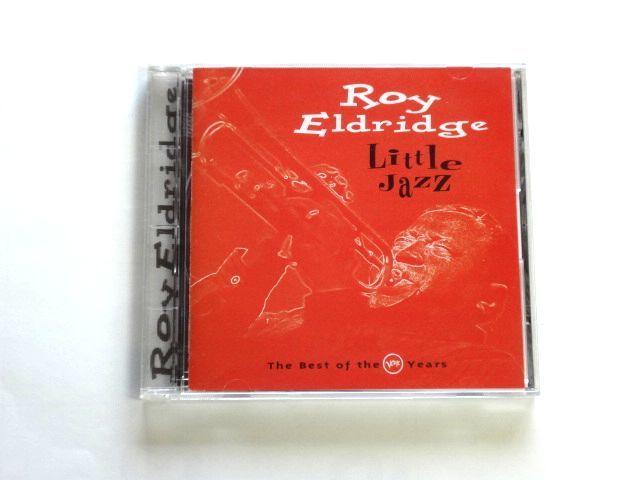 Roy
Eldridge
Little
Jazz
The Best of the Verve Years
Roy Eldridge